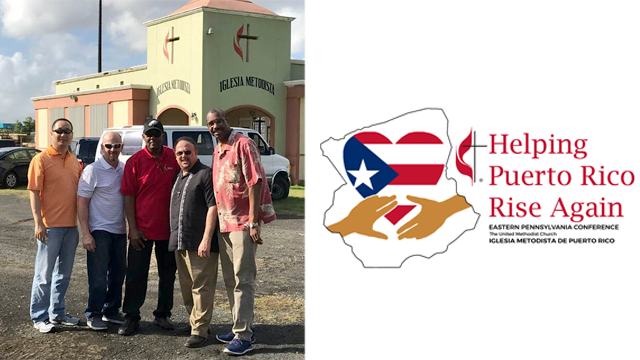 IGLESIA METODISTA
IGLESIA METODISTA
Helping
Puerto Rico
Rise Again
EASTERN PENNSYLVANIA CONFERENCE
The United Methodist Church
IGLESIA METODISTA DE PUERTO RICO